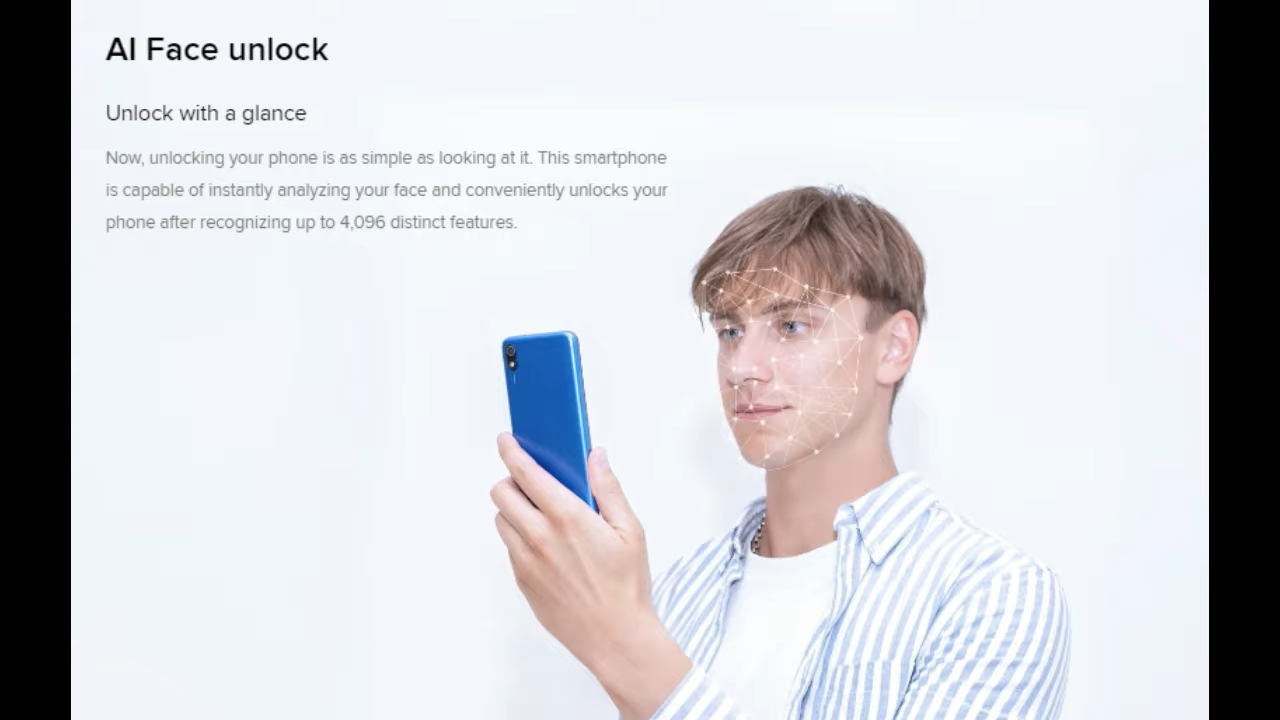 AI Face unlock
Unlock with a glance
Now, unlocking your phone is as simple as looking at it. This smartphone
is capable of instantly analyzing your face and conveniently unlocks your
phone after recognizing up to 4,096 distinct features.